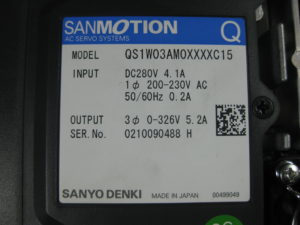 SANMOTION
Q
AC SERVO SYSTEMS
MODEL QS1W03AM0XXXXC15
INPUT DC280V 4.1A
1ϕ 200-230V AC
50/60Hz 0.2A
OUTPUT 3ϕ 0-326V 5.2A
SER.No. 0210090488 H
SANYO DENKI MADE IN JAPAN 00499049